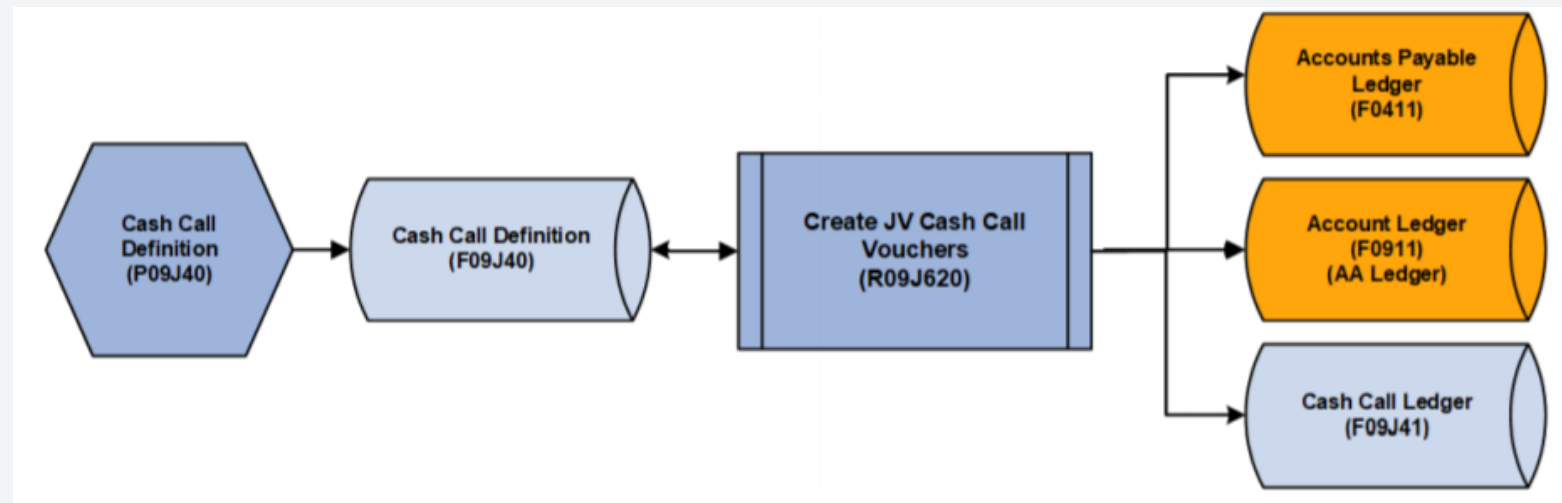 Cash Call
Definition
(P09J40)
Cash Call Definition
(F09J40)
Create JV Cash Call
Vouchers
(R09J620)
Accounts Payable
Ledger
(F0411)
Account Ledger
(F0911)
(AA Ledger)
Cash Call Ledger
(F09J41)